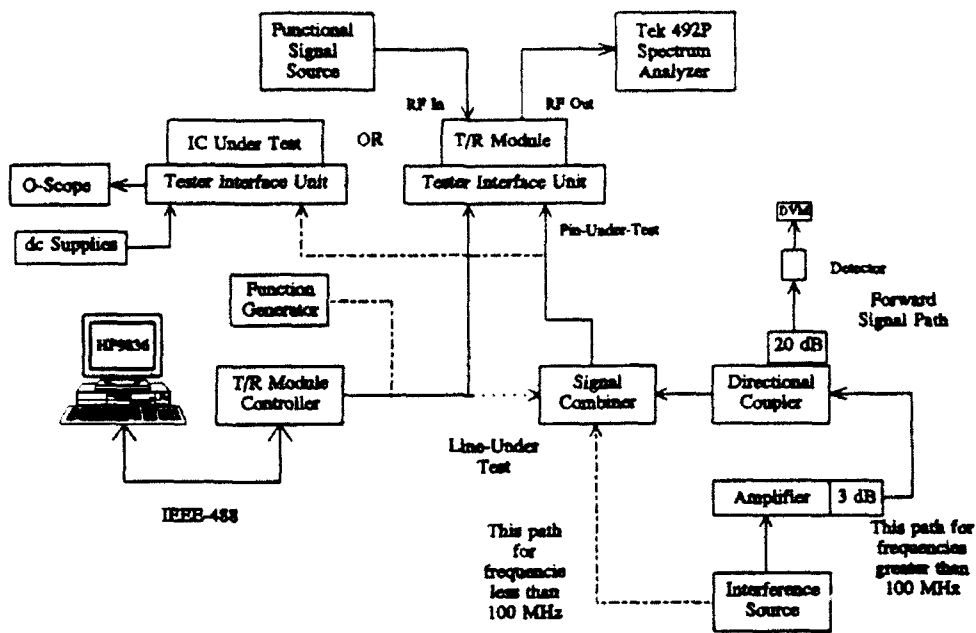 Functional
Signal
Source
Tek 492P
Spectrum
Analyzer
RF In
RF Out
IC Under Test
OR
T/R Module
O-Scope
Tester Interface Unit
Tester Interface Unit
dc Supplies
Pin-Under-Test
DVM
Detector
Function
Generator
Forward
Signal Path
HP9836
20 dB
T/R Module
Controller
Signal
Combiner
Directional
Coupler
Line-Under
Test
IEEE-488
Amplifier
3 dB
This path
for
frequencie
less than
100 MHz
This path for
frequencies
greater than
100 MHz
Interference
Source